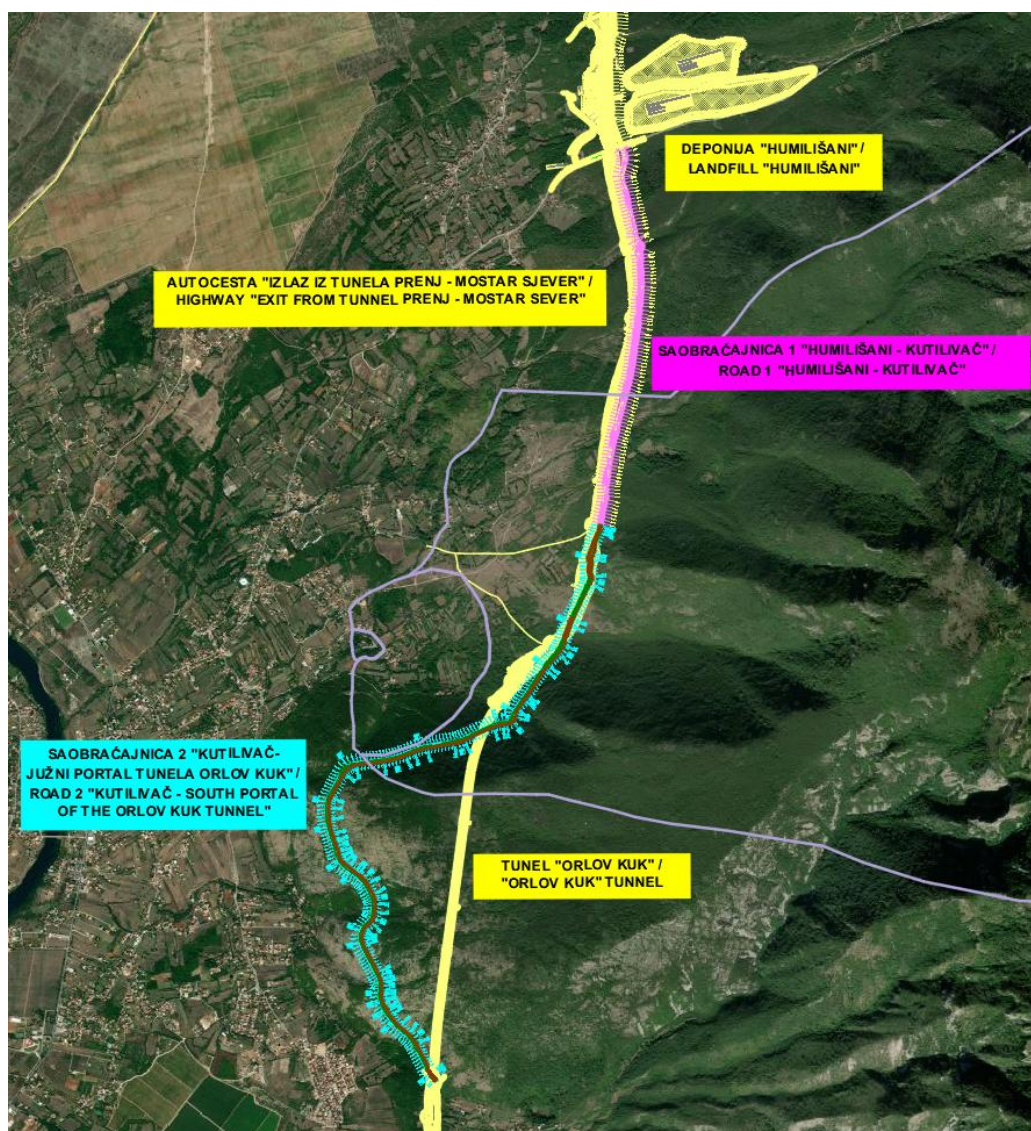 DEPONIJA "HUMILIŠANI" /
LANDFILL "HUMILIŠANI"
AUTOCESTA "IZLAZ IZ TUNELA PRENJ - MOSTAR SJEVER" /
HIGHWAY "EXIT FROM TUNNEL PRENJ - MOSTAR SEVER"
SAOBRAĆAJNICA 1 "HUMILIŠANI - KUTILIVAČ" /
ROAD 1 "HUMILIŠANI - KUTILIVAČ"
SAOBRAĆAJNICA 2 "KUTILIVAČ-
JUŽNI PORTAL TUNELA ORLOV KUK" /
ROAD 2 "KUTILIVAČ - SOUTH PORTAL
OF THE ORLOV KUK TUNNEL"
TUNEL "ORLOV KUK" /
"ORLOV KUK" TUNNEL